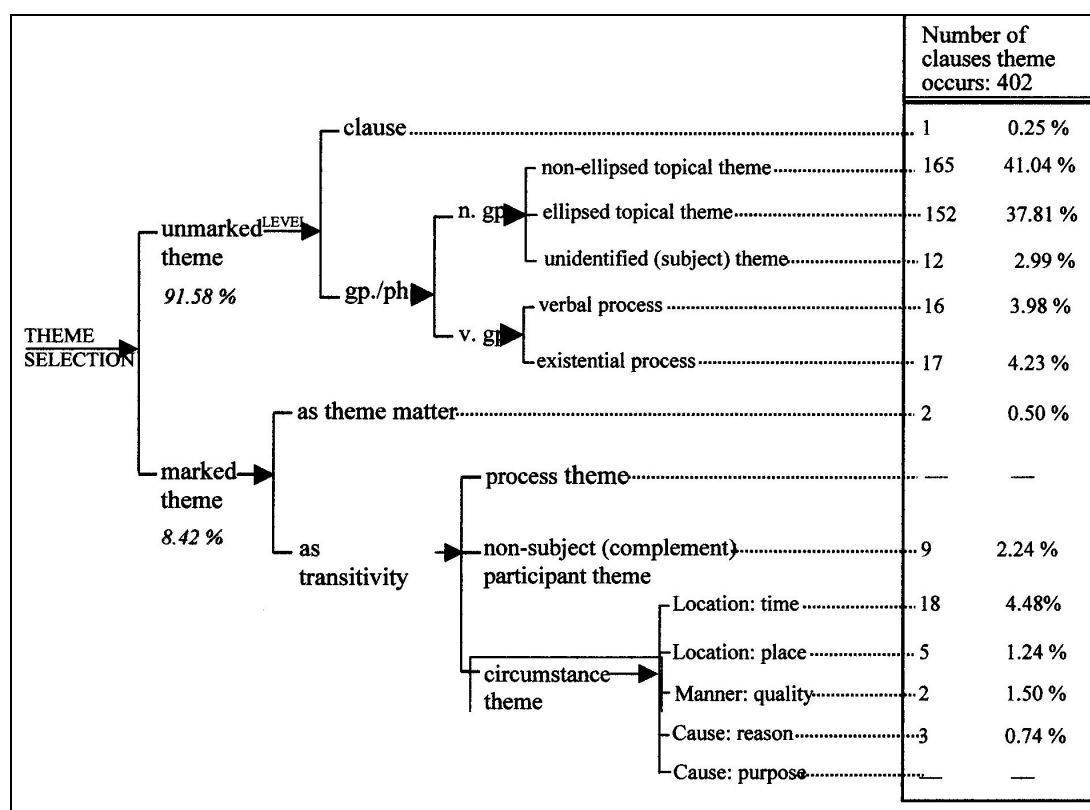 Number of
clauses theme
occurs: 402
clause 1 0.25 %
non-ellipsed topical theme 165 41.04 %
n. gp ellipsed topical theme 152 37.81 %
unmarked LEVEL
theme
91.58 %
unidentified (subject) theme 12 2.99 %
gp./ph
verbal process 16 3.98 %
v. gp
existential process 17 4.23 %
THEME
SELECTION
as theme matter 2 0.50 %
marked
theme
8.42 %
process theme — —
as
transitivity
non-subject (complement) 9 2.24 %
participant theme
Location: time 18 4.48%
Location: place 5 1.24 %
circumstance
theme
Manner: quality 2 1.50 %
Cause: reason 3 0.74 %
Cause: purpose — —